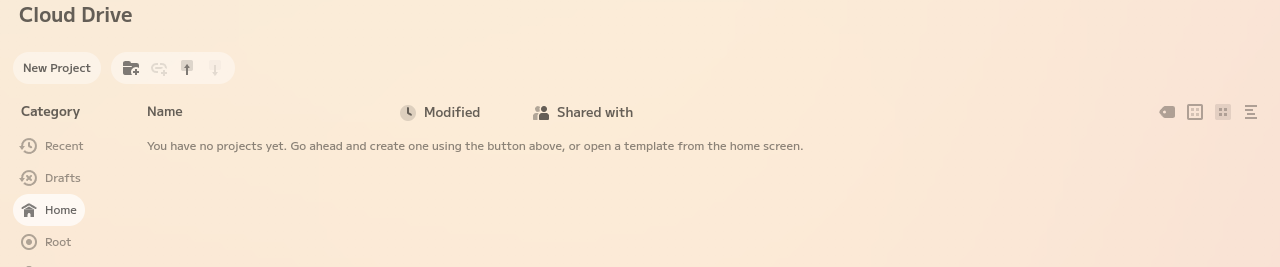 Cloud Drive
New Project
Category
Name
Modified
Shared with
Recent
You have no projects yet. Go ahead and create one using the button above, or open a template from the home screen.
Drafts
Home
Root